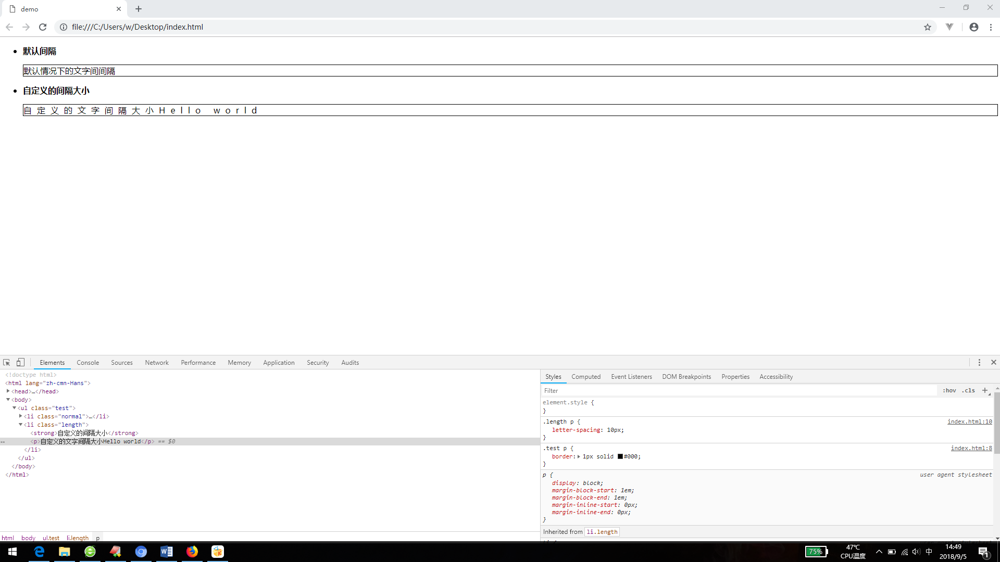 demo
file:///C:/Users/w/Desktop/index.html
默认间隔
默认情况下的文字间间隔
自定义的间隔大小
自定义的文字间隔大小Hello world
Elements Console Sources Network Performance Memory Application Security Audits
<!doctype html>
<html lang="zh-cmn-Hans">
<head>…</head>
<body>
<ul class="test">
<li class="normal">…</li>
<li class="length">
<strong>自定义的间隔大小</strong>
<p>自定义的文字间隔大小Hello world</p> == $0
</li>
</ul>
</body>
</html>
html body ul.test li.length p
Styles Computed Event Listeners DOM Breakpoints Properties Accessibility
Filter :hov .cls
element.style {
}
.length p { index.html:10
letter-spacing: 10px;
}
.test p { index.html:8
border: 1px solid #000;
}
p { user agent stylesheet
display: block;
margin-block-start: 1em;
margin-block-end: 1em;
margin-inline-start: 0px;
margin-inline-end: 0px;
}
Inherited from li.length
75%
47℃
CPU温度
中
14:49
2018/9/5
1